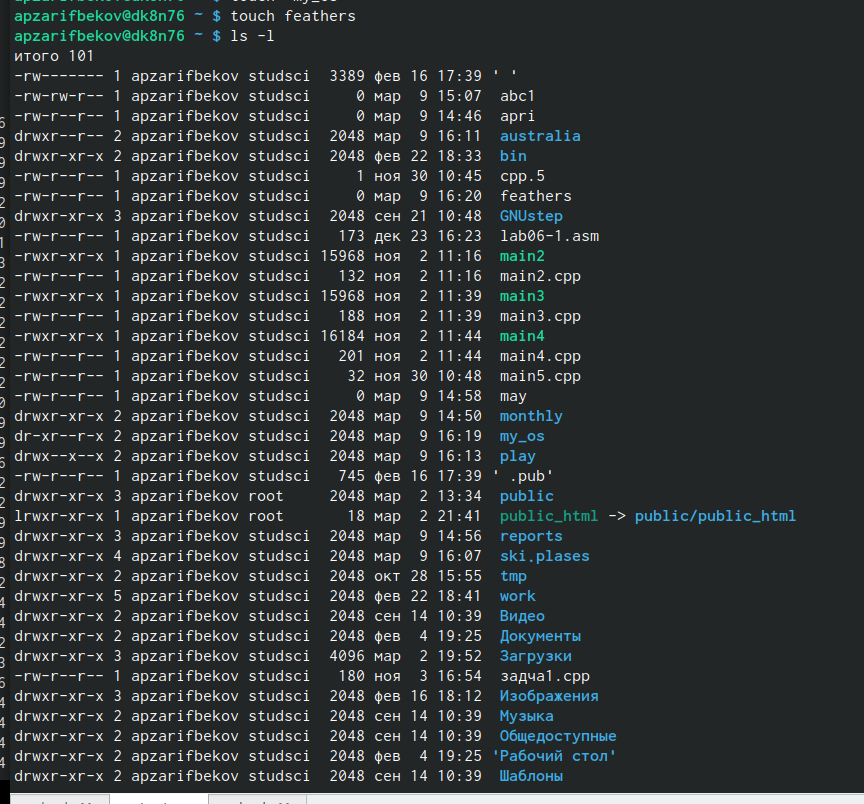 apzarifbekov@dk8n76 ~ $ touch feathers
apzarifbekov@dk8n76 ~ $ ls -l
итого 101
-rw------- 1 apzarifbekov studsci  3389 фев 16 17:39 ' '
-rw-rw-r-- 1 apzarifbekov studsci     0 мар  9 15:07  abc1
-rw-r--r-- 1 apzarifbekov studsci     0 мар  9 14:46  apri
drwxr--r-- 2 apzarifbekov studsci  2048 мар  9 16:11  australia
drwxr-xr-x 2 apzarifbekov studsci  2048 фев 22 18:33  bin
-rw-r--r-- 1 apzarifbekov studsci     1 ноя 30 10:45  cpp.5
-rw-r--r-- 1 apzarifbekov studsci     0 мар  9 16:20  feathers
drwxr-xr-x 3 apzarifbekov studsci  2048 сен 21 10:48  GNUstep
-rw-r--r-- 1 apzarifbekov studsci   173 дек 23 16:23  lab06-1.asm
-rwxr-xr-x 1 apzarifbekov studsci 15968 ноя  2 11:16  main2
-rw-r--r-- 1 apzarifbekov studsci   132 ноя  2 11:16  main2.cpp
-rwxr-xr-x 1 apzarifbekov studsci 15968 ноя  2 11:39  main3
-rw-r--r-- 1 apzarifbekov studsci   188 ноя  2 11:39  main3.cpp
-rwxr-xr-x 1 apzarifbekov studsci 16184 ноя  2 11:44  main4
-rw-r--r-- 1 apzarifbekov studsci   201 ноя  2 11:44  main4.cpp
-rw-r--r-- 1 apzarifbekov studsci    32 ноя 30 10:48  main5.cpp
-rw-r--r-- 1 apzarifbekov studsci     0 мар  9 14:58  may
drwxr-xr-x 2 apzarifbekov studsci  2048 мар  9 14:50  monthly
dr-xr--r-x 2 apzarifbekov studsci  2048 мар  9 16:19  my_os
drwx--x--x 2 apzarifbekov studsci  2048 мар  9 16:13  play
-rw-r--r-- 1 apzarifbekov studsci   745 фев 16 17:39 ' .pub'
drwxr-xr-x 3 apzarifbekov root     2048 мар  2 13:34  public
lrwxr-xr-x 1 apzarifbekov root       18 мар  2 21:41  public_html -> public/public_html
drwxr-xr-x 3 apzarifbekov studsci  2048 мар  9 14:56  reports
drwxr-xr-x 4 apzarifbekov studsci  2048 мар  9 16:07  ski.plases
drwxr-xr-x 2 apzarifbekov studsci  2048 окт 28 15:55  tmp
drwxr-xr-x 5 apzarifbekov studsci  2048 фев 22 18:41  work
drwxr-xr-x 2 apzarifbekov studsci  2048 сен 14 10:39  Видео
drwxr-xr-x 2 apzarifbekov studsci  2048 фев  4 19:25  Документы
drwxr-xr-x 3 apzarifbekov studsci  4096 мар  2 19:52  Загрузки
-rw-r--r-- 1 apzarifbekov studsci   180 ноя  3 16:54  задча1.cpp
drwxr-xr-x 3 apzarifbekov studsci  2048 фев 16 18:12  Изображения
drwxr-xr-x 2 apzarifbekov studsci  2048 сен 14 10:39  Музыка
drwxr-xr-x 2 apzarifbekov studsci  2048 сен 14 10:39  Общедоступные
drwxr-xr-x 2 apzarifbekov studsci  2048 фев  4 19:25 'Рабочий стол'
drwxr-xr-x 2 apzarifbekov studsci  2048 сен 14 10:39  Шаблоны